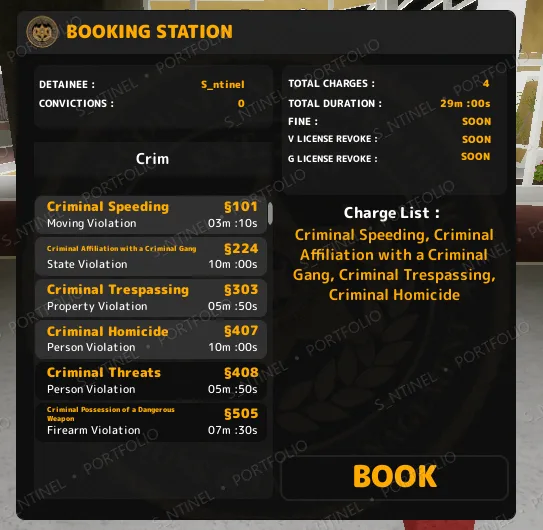 BOOKING STATION
DETAINEE : S_ntinel
CONVICTIONS : 0
TOTAL CHARGES : 4
TOTAL DURATION : 29m :00s
FINE : SOON
V LICENSE REVOKE : SOON
G LICENSE REVOKE : SOON
Crim
Criminal Speeding §101
Moving Violation 03m :10s
Criminal Affiliation with a Criminal Gang §224
State Violation 10m :00s
Criminal Trespassing §303
Property Violation 05m :50s
Criminal Homicide §407
Person Violation 10m :00s
Criminal Threats §408
Person Violation 05m :50s
Criminal Possession of a Dangerous
Weapon §505
Firearm Violation 07m :30s
Charge List :
Criminal Speeding, Criminal
Affiliation with a Criminal
Gang, Criminal Trespassing,
Criminal Homicide
BOOK
S_NTINEL • PORTFOLIO